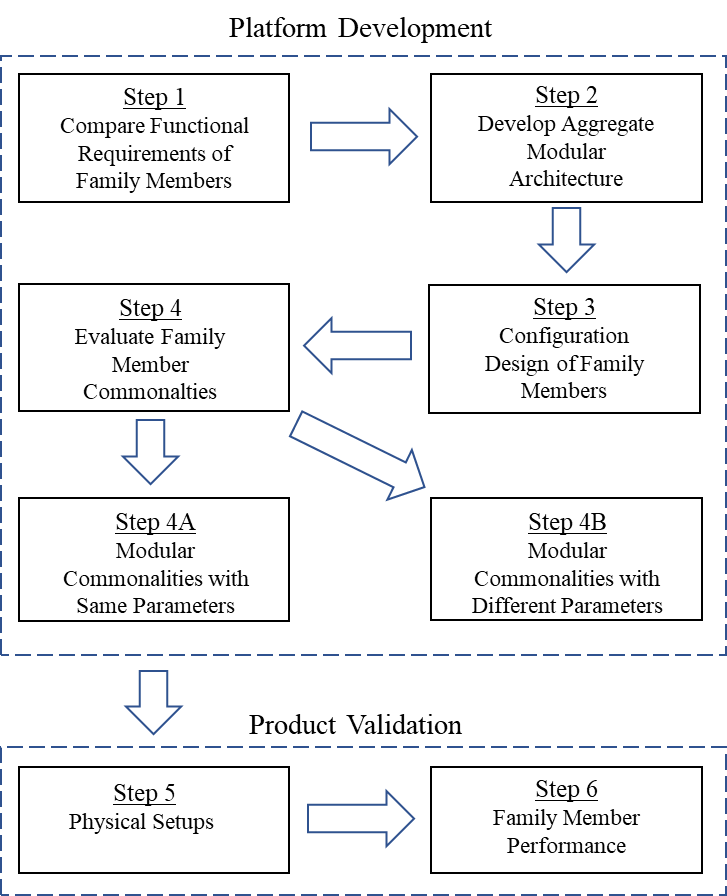 Platform Development
Step 1
Compare Functional
Requirements of
Family Members
Step 2
Develop Aggregate
Modular
Architecture
Step 3
Configuration
Design of Family
Members
Step 4
Evaluate Family
Member
Commonalties
Step 4A
Modular
Commonalities with
Same Parameters
Step 4B
Modular
Commonalities with
Different Parameters
Product Validation
Step 5
Physical Setups
Step 6
Family Member
Performance